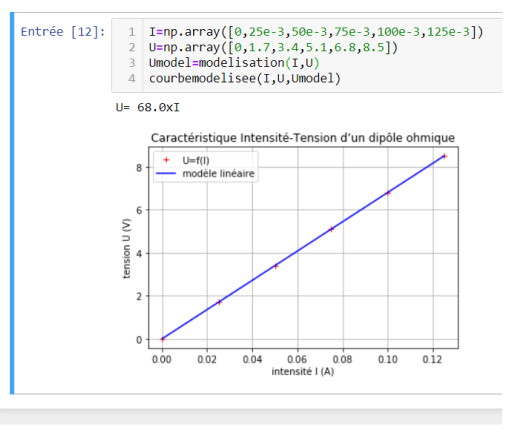 Entrée [12]:
1 I=np.array([0,25e-3,50e-3,75e-3,100e-3,125e-3])
2 U=np.array([0,1.7,3.4,5.1,6.8,8.5])
3 Umodel=modelisation(I,U)
4 courbemodelisee(I,U,Umodel)
U= 68.0xI
Caractéristique Intensité-Tension d'un dipôle ohmique
U=f(I)
modèle linéaire
tension U (V)
8
6
4
2
0
0.00 0.02 0.04 0.06 0.08 0.10 0.12
intensité I (A)